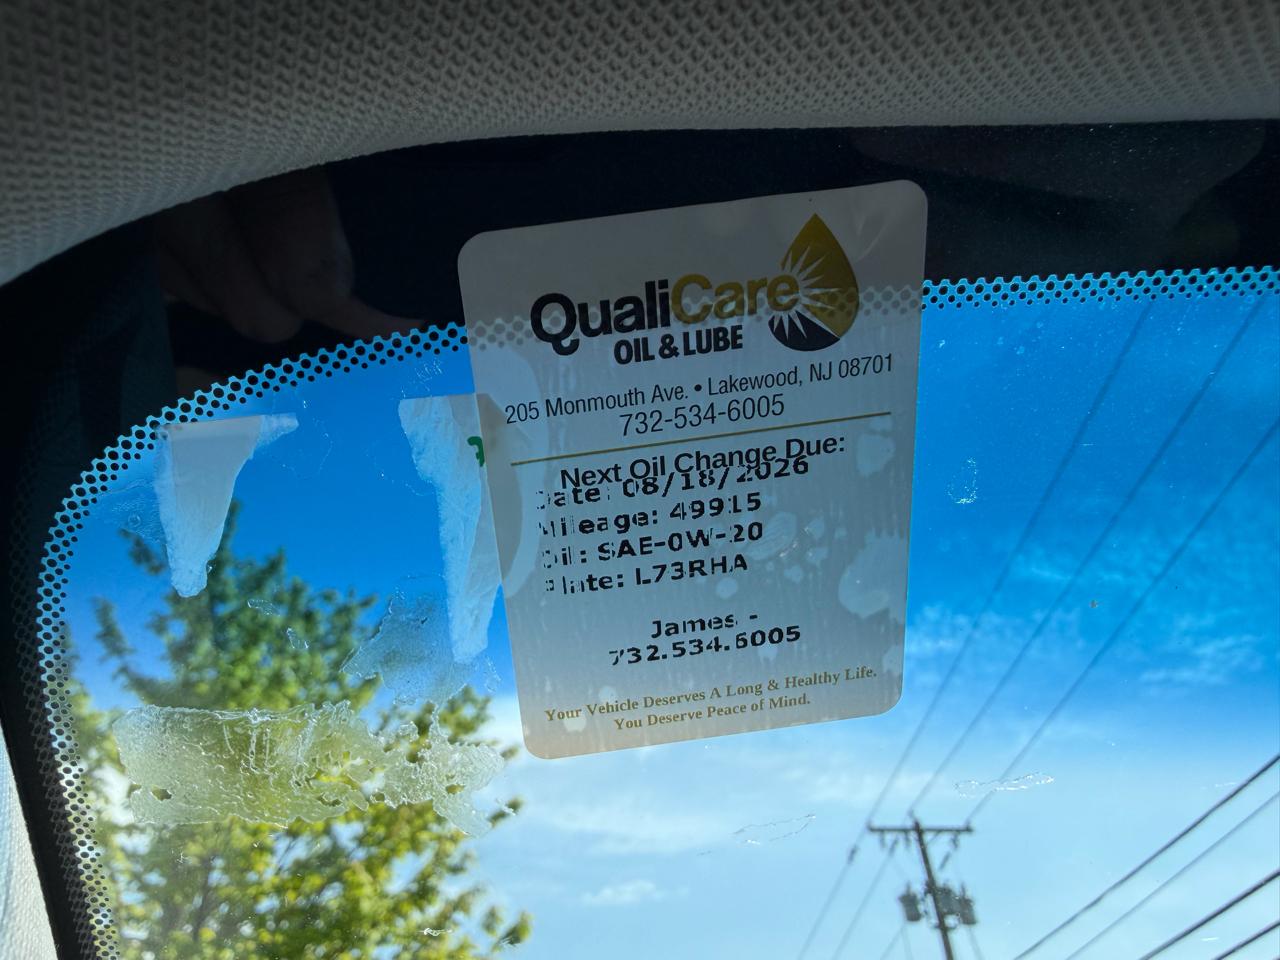 QualiCare
OIL & LUBE
205 Monmouth Ave. • Lakewood, NJ 08701
732-534-6005
Next Oil Change Due:
Date: 08/18/2026
Mileage: 49915
Oil: SAE-0W-20
Plate: L73RHA
James -
732.534.6005
Your Vehicle Deserves A Long & Healthy Life.
You Deserve Peace of Mind.